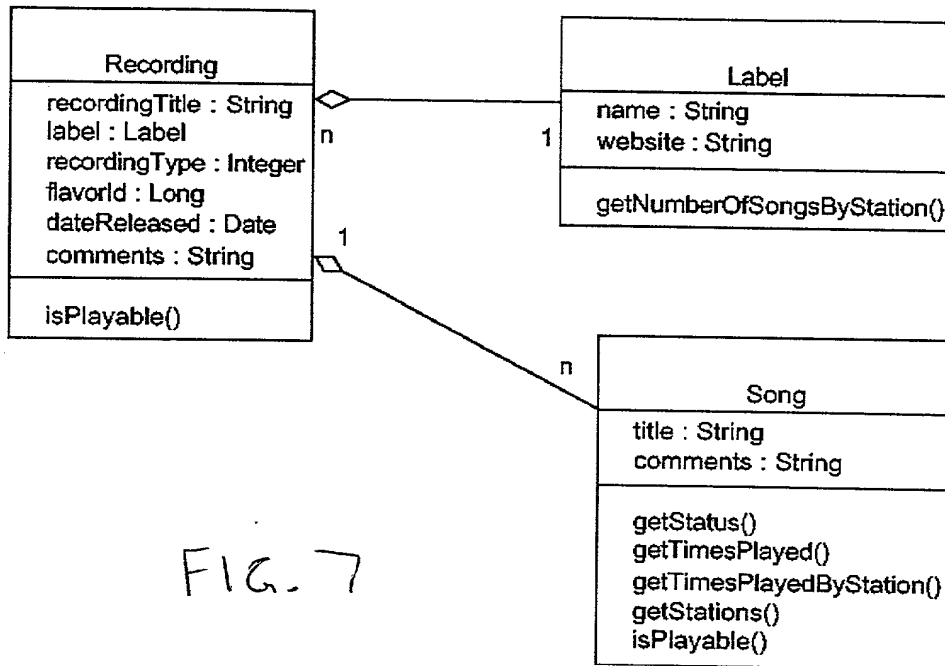 Recording
recordingTitle : String
label : Label
recordingType : Integer
flavorId : Long
dateReleased : Date
comments : String
isPlayable()
n
1
Label
name : String
website : String
getNumberOfSongsByStation()
1
n
Song
title : String
comments : String
getStatus()
getTimesPlayed()
getTimesPlayedByStation()
getStations()
isPlayable()
FIG. 7